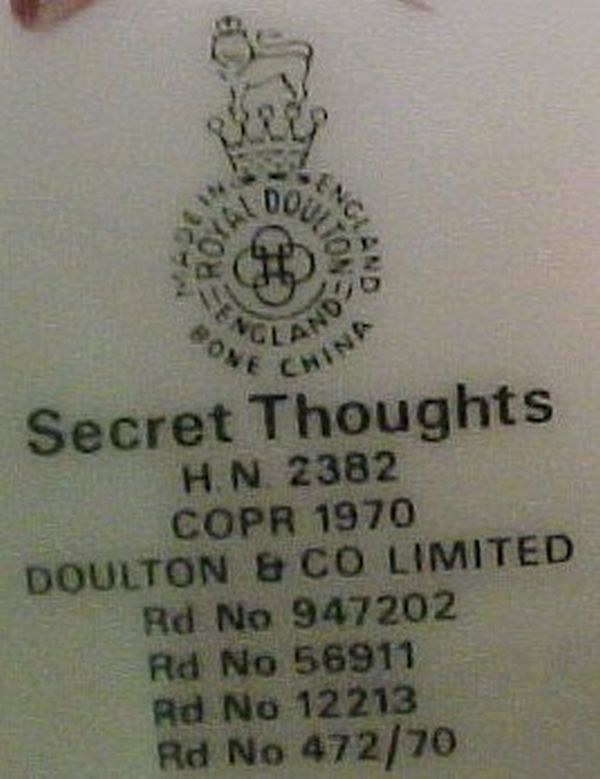 MADE IN ENGLAND
ROYAL DOULTON
ENGLAND
BONE CHINA
Secret Thoughts
H.N. 2382
COPR 1970
DOULTON & CO LIMITED
Rd No 947202
Rd No 56911
Rd No 12213
Rd No 472/70